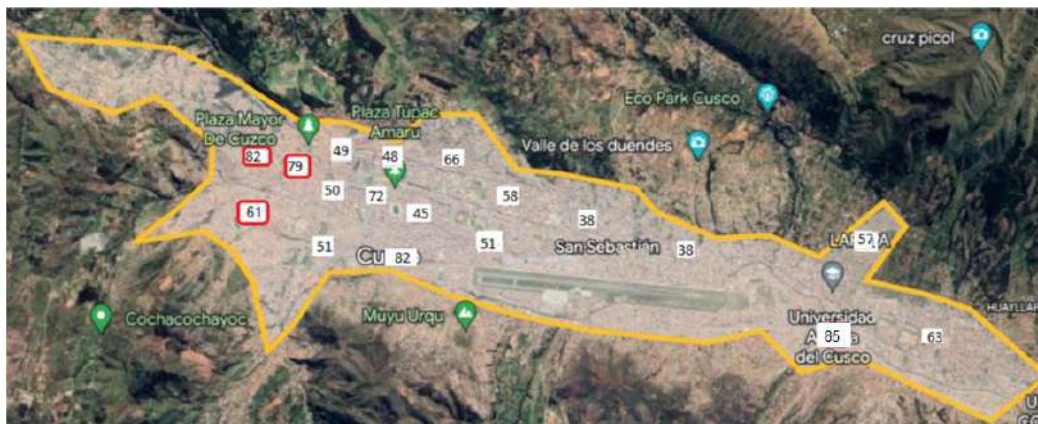 cruz picol
Eco Park Cusco
Plaza Mayor
De Cuzco
Plaza Tupac
Amaru
Valle de los duendes
82
79
49
48
66
50
72
58
61
45
38
51
51
San Sebastián
38
57
82
Cochacochayoc
Muyu Urqu
HUAYLLAR
Universidad
85
del Cusco
63